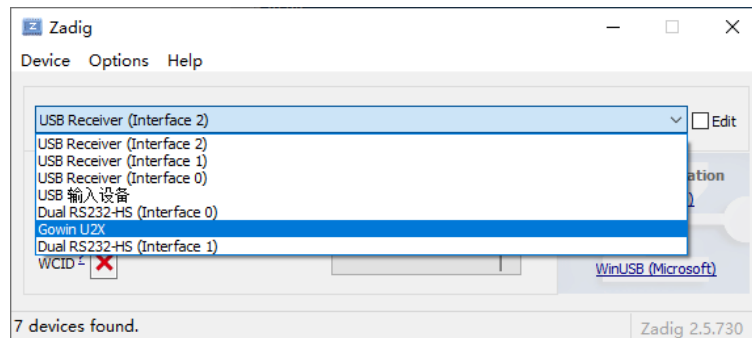 Zadig
Device Options Help
USB Receiver (Interface 2)
Edit
USB Receiver (Interface 2)
USB Receiver (Interface 1)
USB Receiver (Interface 0)
USB 输入设备
Dual RS232-HS (Interface 0)
Gowin U2X
Dual RS232-HS (Interface 1)
ation
WCID ?
WinUSB (Microsoft)
7 devices found.
Zadig 2.5.730